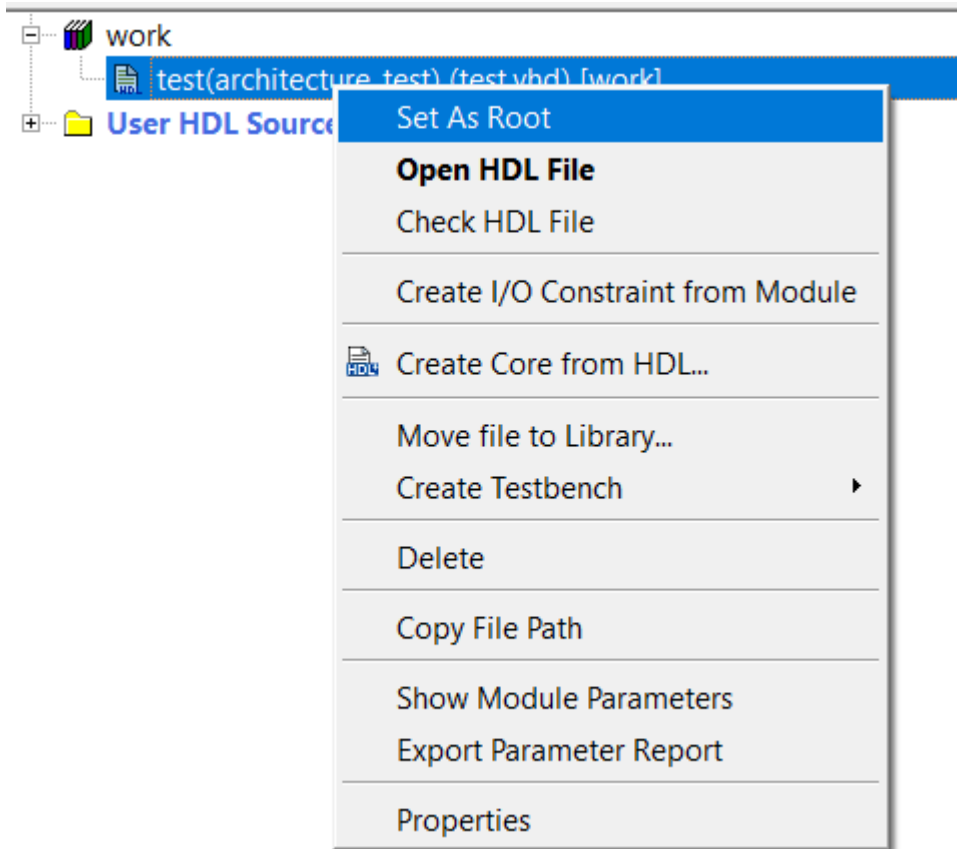 work
test(architecture_test) (test.vhd) [work]
User HDL Source
Set As Root
Open HDL File
Check HDL File
Create I/O Constraint from Module
Create Core from HDL...
Move file to Library...
Create Testbench
Delete
Copy File Path
Show Module Parameters
Export Parameter Report
Properties